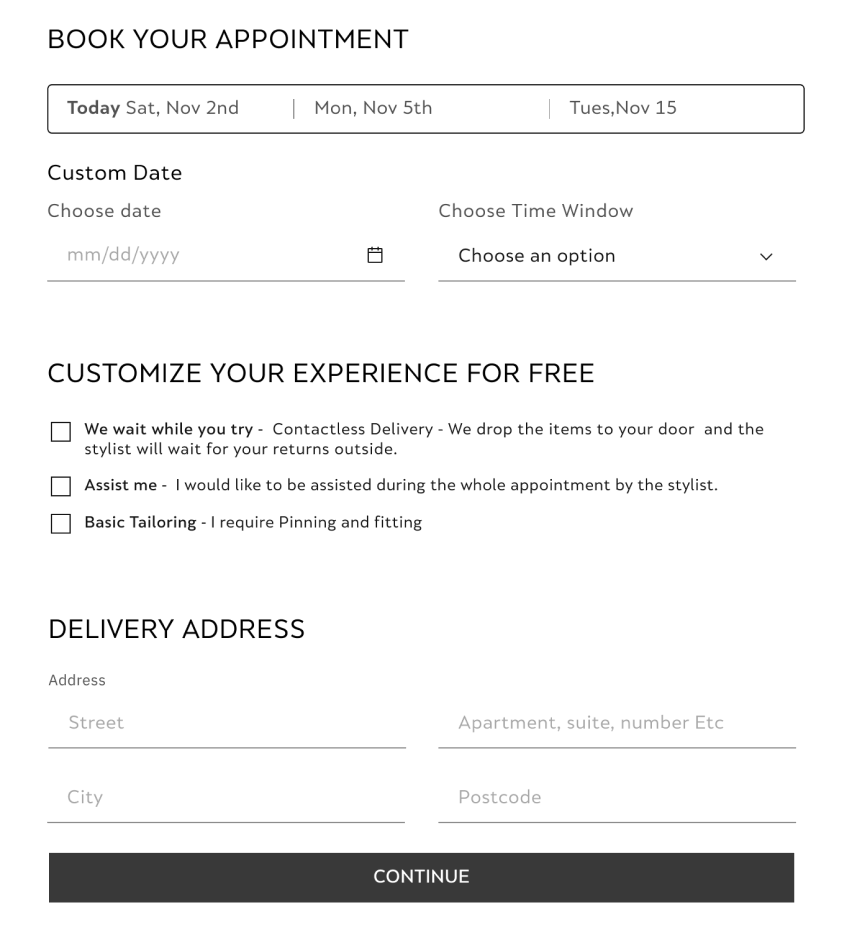 BOOK YOUR APPOINTMENT
Today Sat, Nov 2nd | Mon, Nov 5th | Tues,Nov 15
Custom Date
Choose date Choose Time Window
mm/dd/yyyy Choose an option
CUSTOMIZE YOUR EXPERIENCE FOR FREE
We wait while you try - Contactless Delivery - We drop the items to your door and the
stylist will wait for your returns outside.
Assist me - I would like to be assisted during the whole appointment by the stylist.
Basic Tailoring - I require Pinning and fitting
DELIVERY ADDRESS
Address
Street Apartment, suite, number Etc
City Postcode
CONTINUE